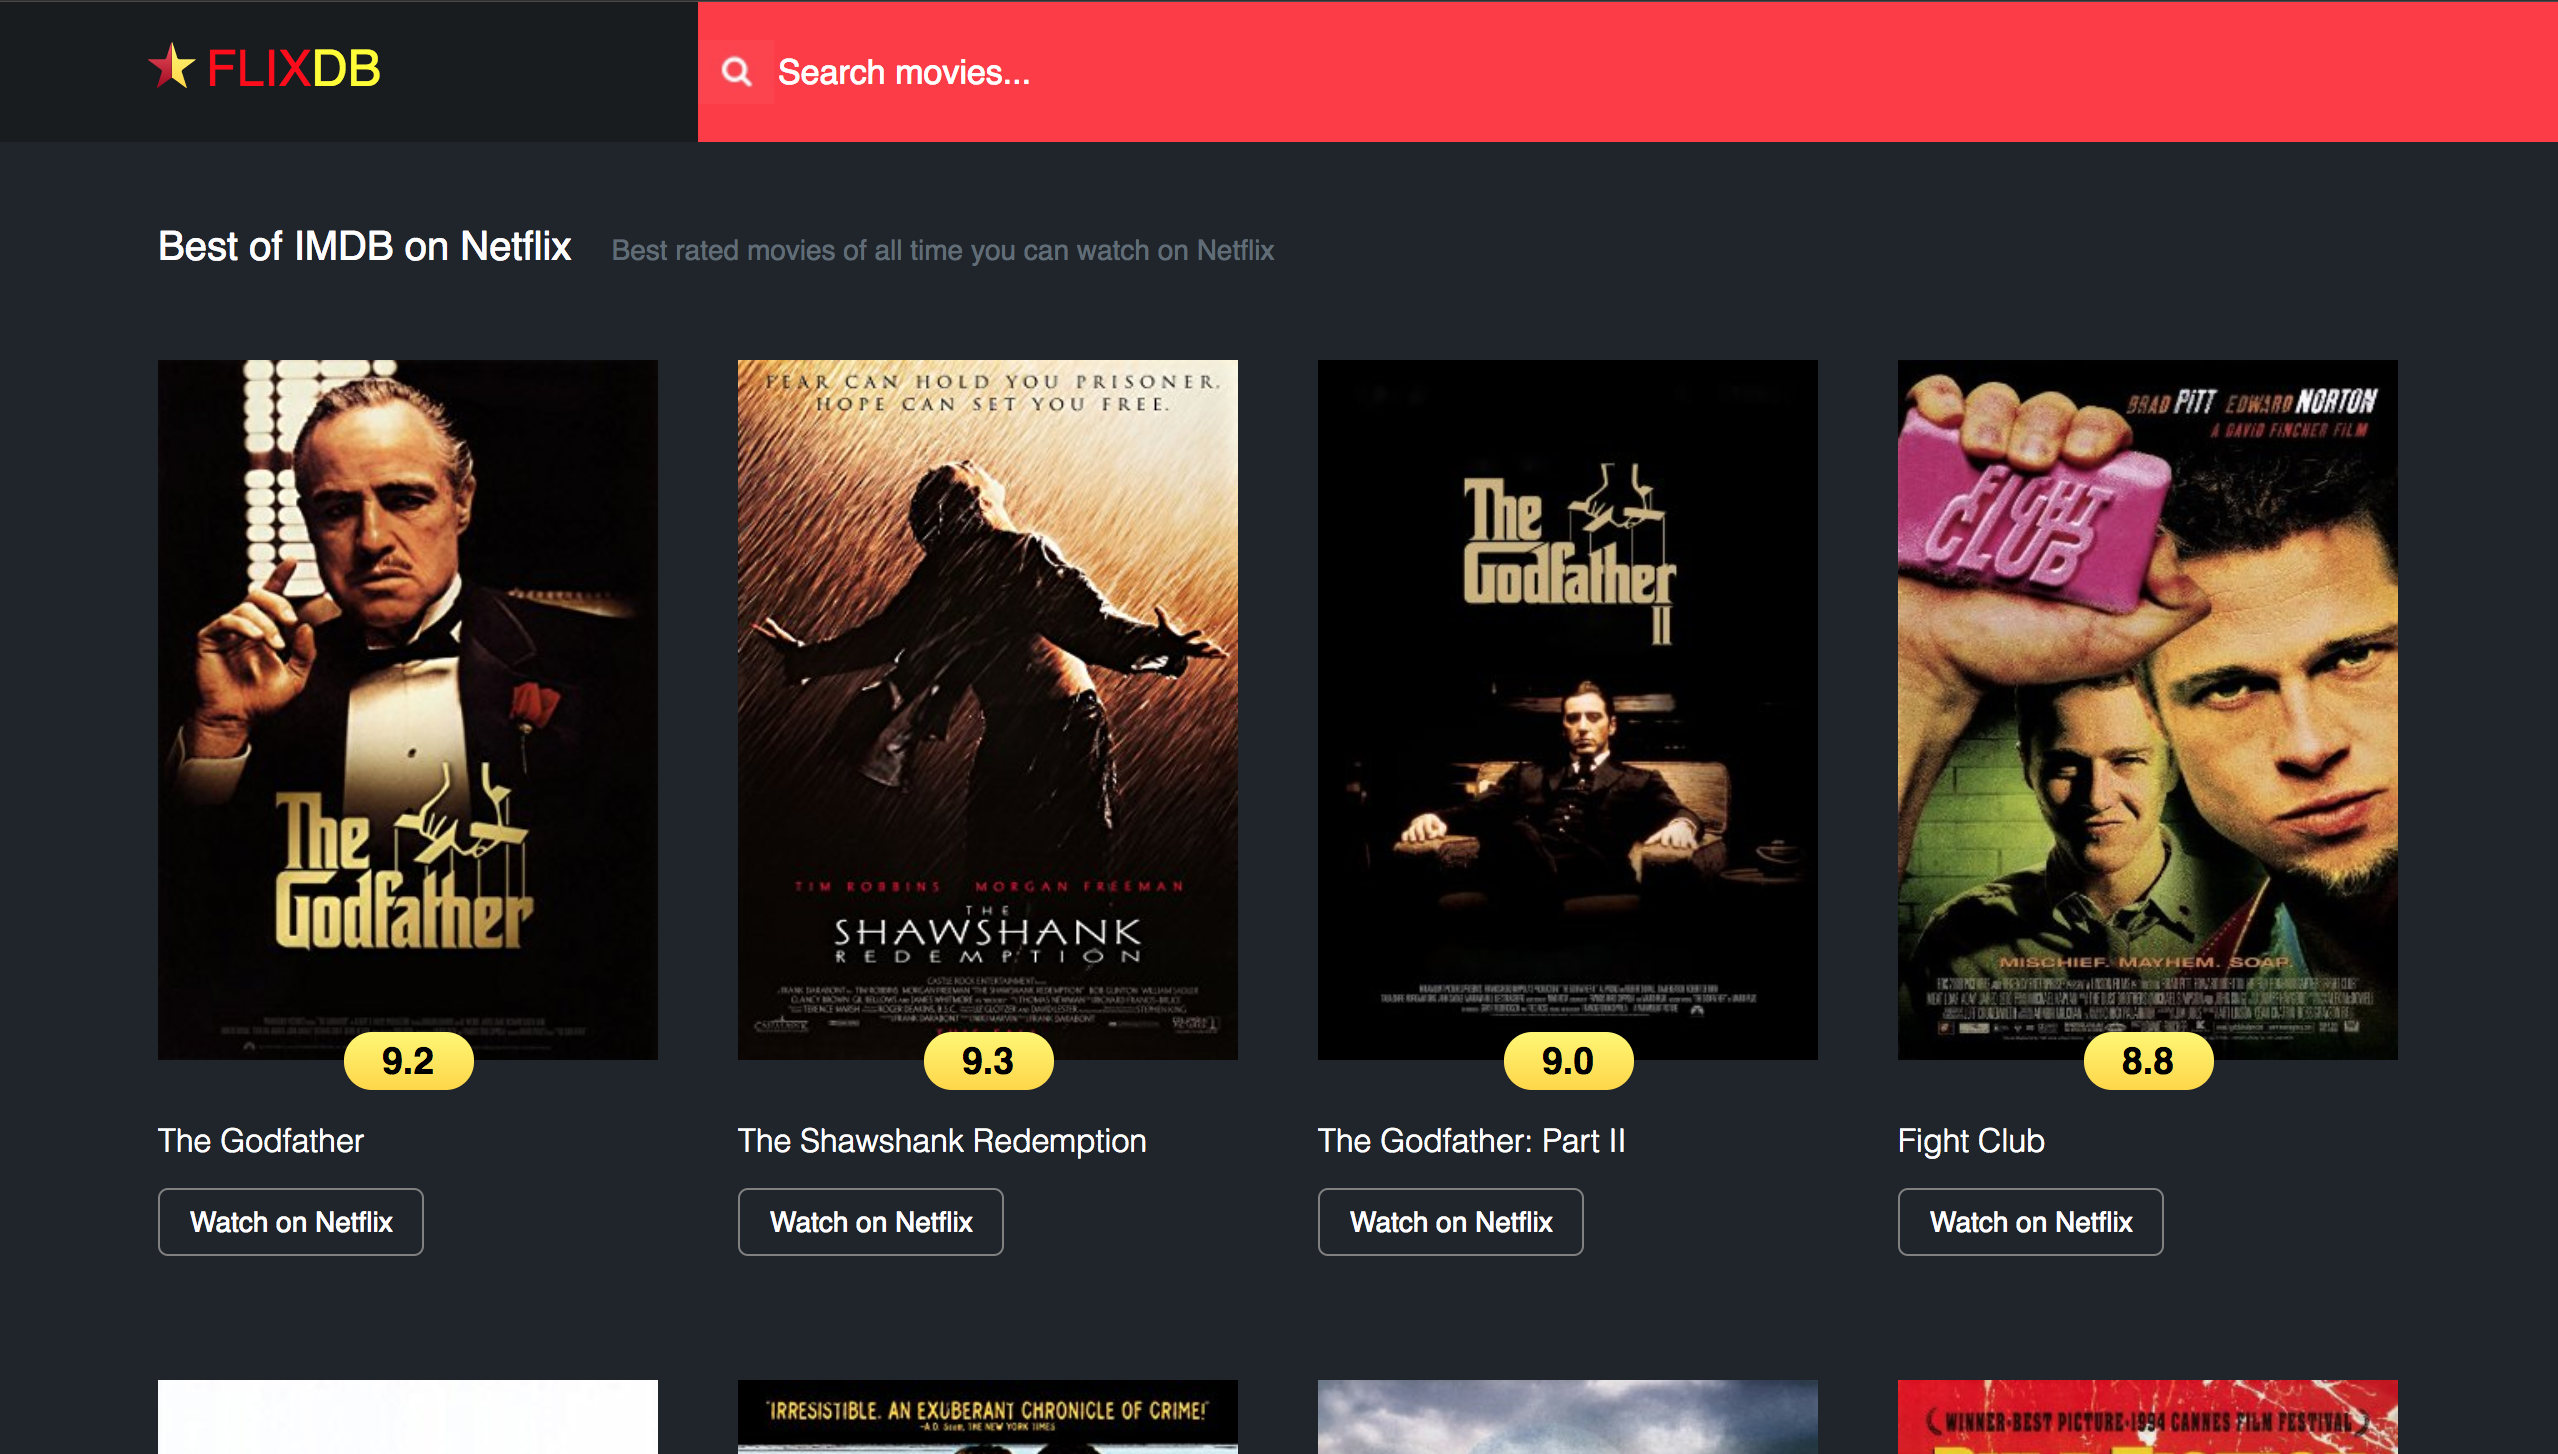 FLIXDB
Search movies...
Best of IMDB on Netflix
Best rated movies of all time you can watch on Netflix
The
Godfather
9.2
The Godfather
Watch on Netflix
FEAR CAN HOLD YOU PRISONER.
HOPE CAN SET YOU FREE.
TIM ROBBINS MORGAN FREEMAN
THE
SHAWSHANK
REDEMPTION
CASTLE ROCK ENTERTAINMENT
9.3
The Shawshank Redemption
Watch on Netflix
The
Godfather
II
9.0
The Godfather: Part II
Watch on Netflix
BRAD PITT EDWARD NORTON
A DAVID FINCHER FILM
FIGHT
CLUB
MISCHIEF. MAYHEM. SOAP.
8.8
Fight Club
Watch on Netflix
"IRRESISTIBLE. AN EXUBERANT CHRONICLE OF CRIME!"
-A.O. Scott, THE NEW YORK TIMES
WINNER-BEST PICTURE-1994 CANNES FILM FESTIVAL